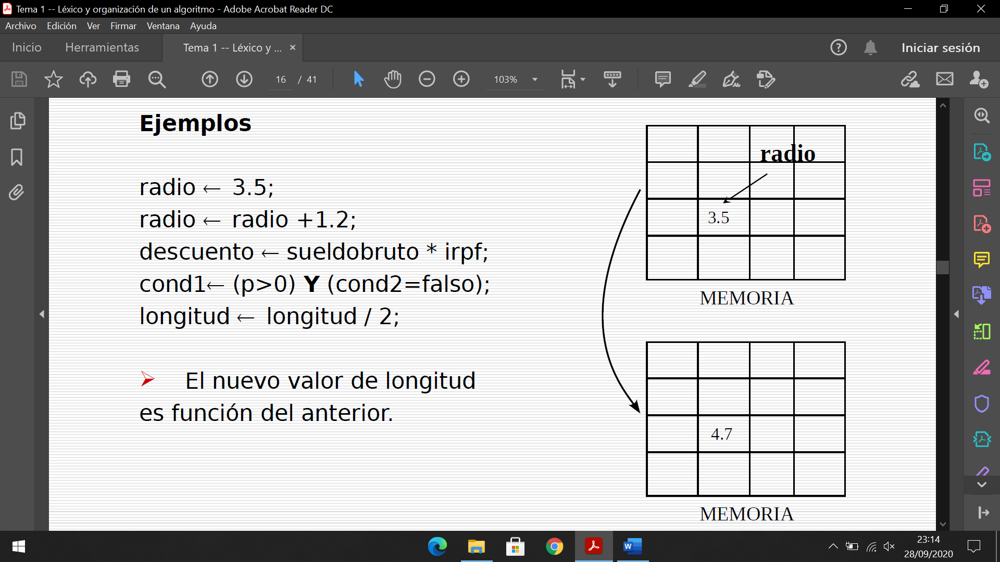 Tema 1 -- Léxico y organización de un algoritmo - Adobe Acrobat Reader DC
Archivo Edición Ver Firmar Ventana Ayuda
Inicio Herramientas Tema 1 -- Léxico y ... × Iniciar sesión
16 / 41 103%
Ejemplos
radio ← 3.5;
radio ← radio +1.2;
descuento ← sueldobruto * irpf;
cond1← (p>0) Y (cond2=falso);
longitud ← longitud / 2;
➢ El nuevo valor de longitud
es función del anterior.
radio
3.5
MEMORIA
4.7
MEMORIA
23:14
28/09/2020